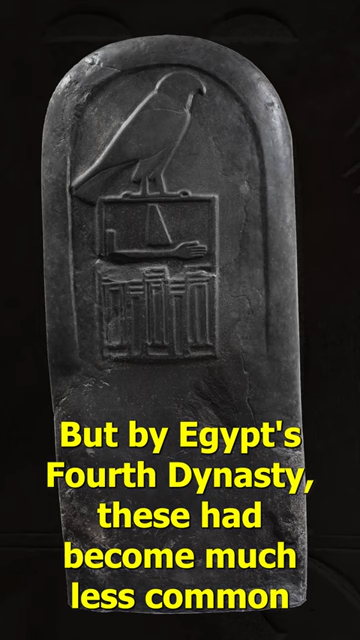 But by Egypt's
Fourth Dynasty,
these had
become much
less common